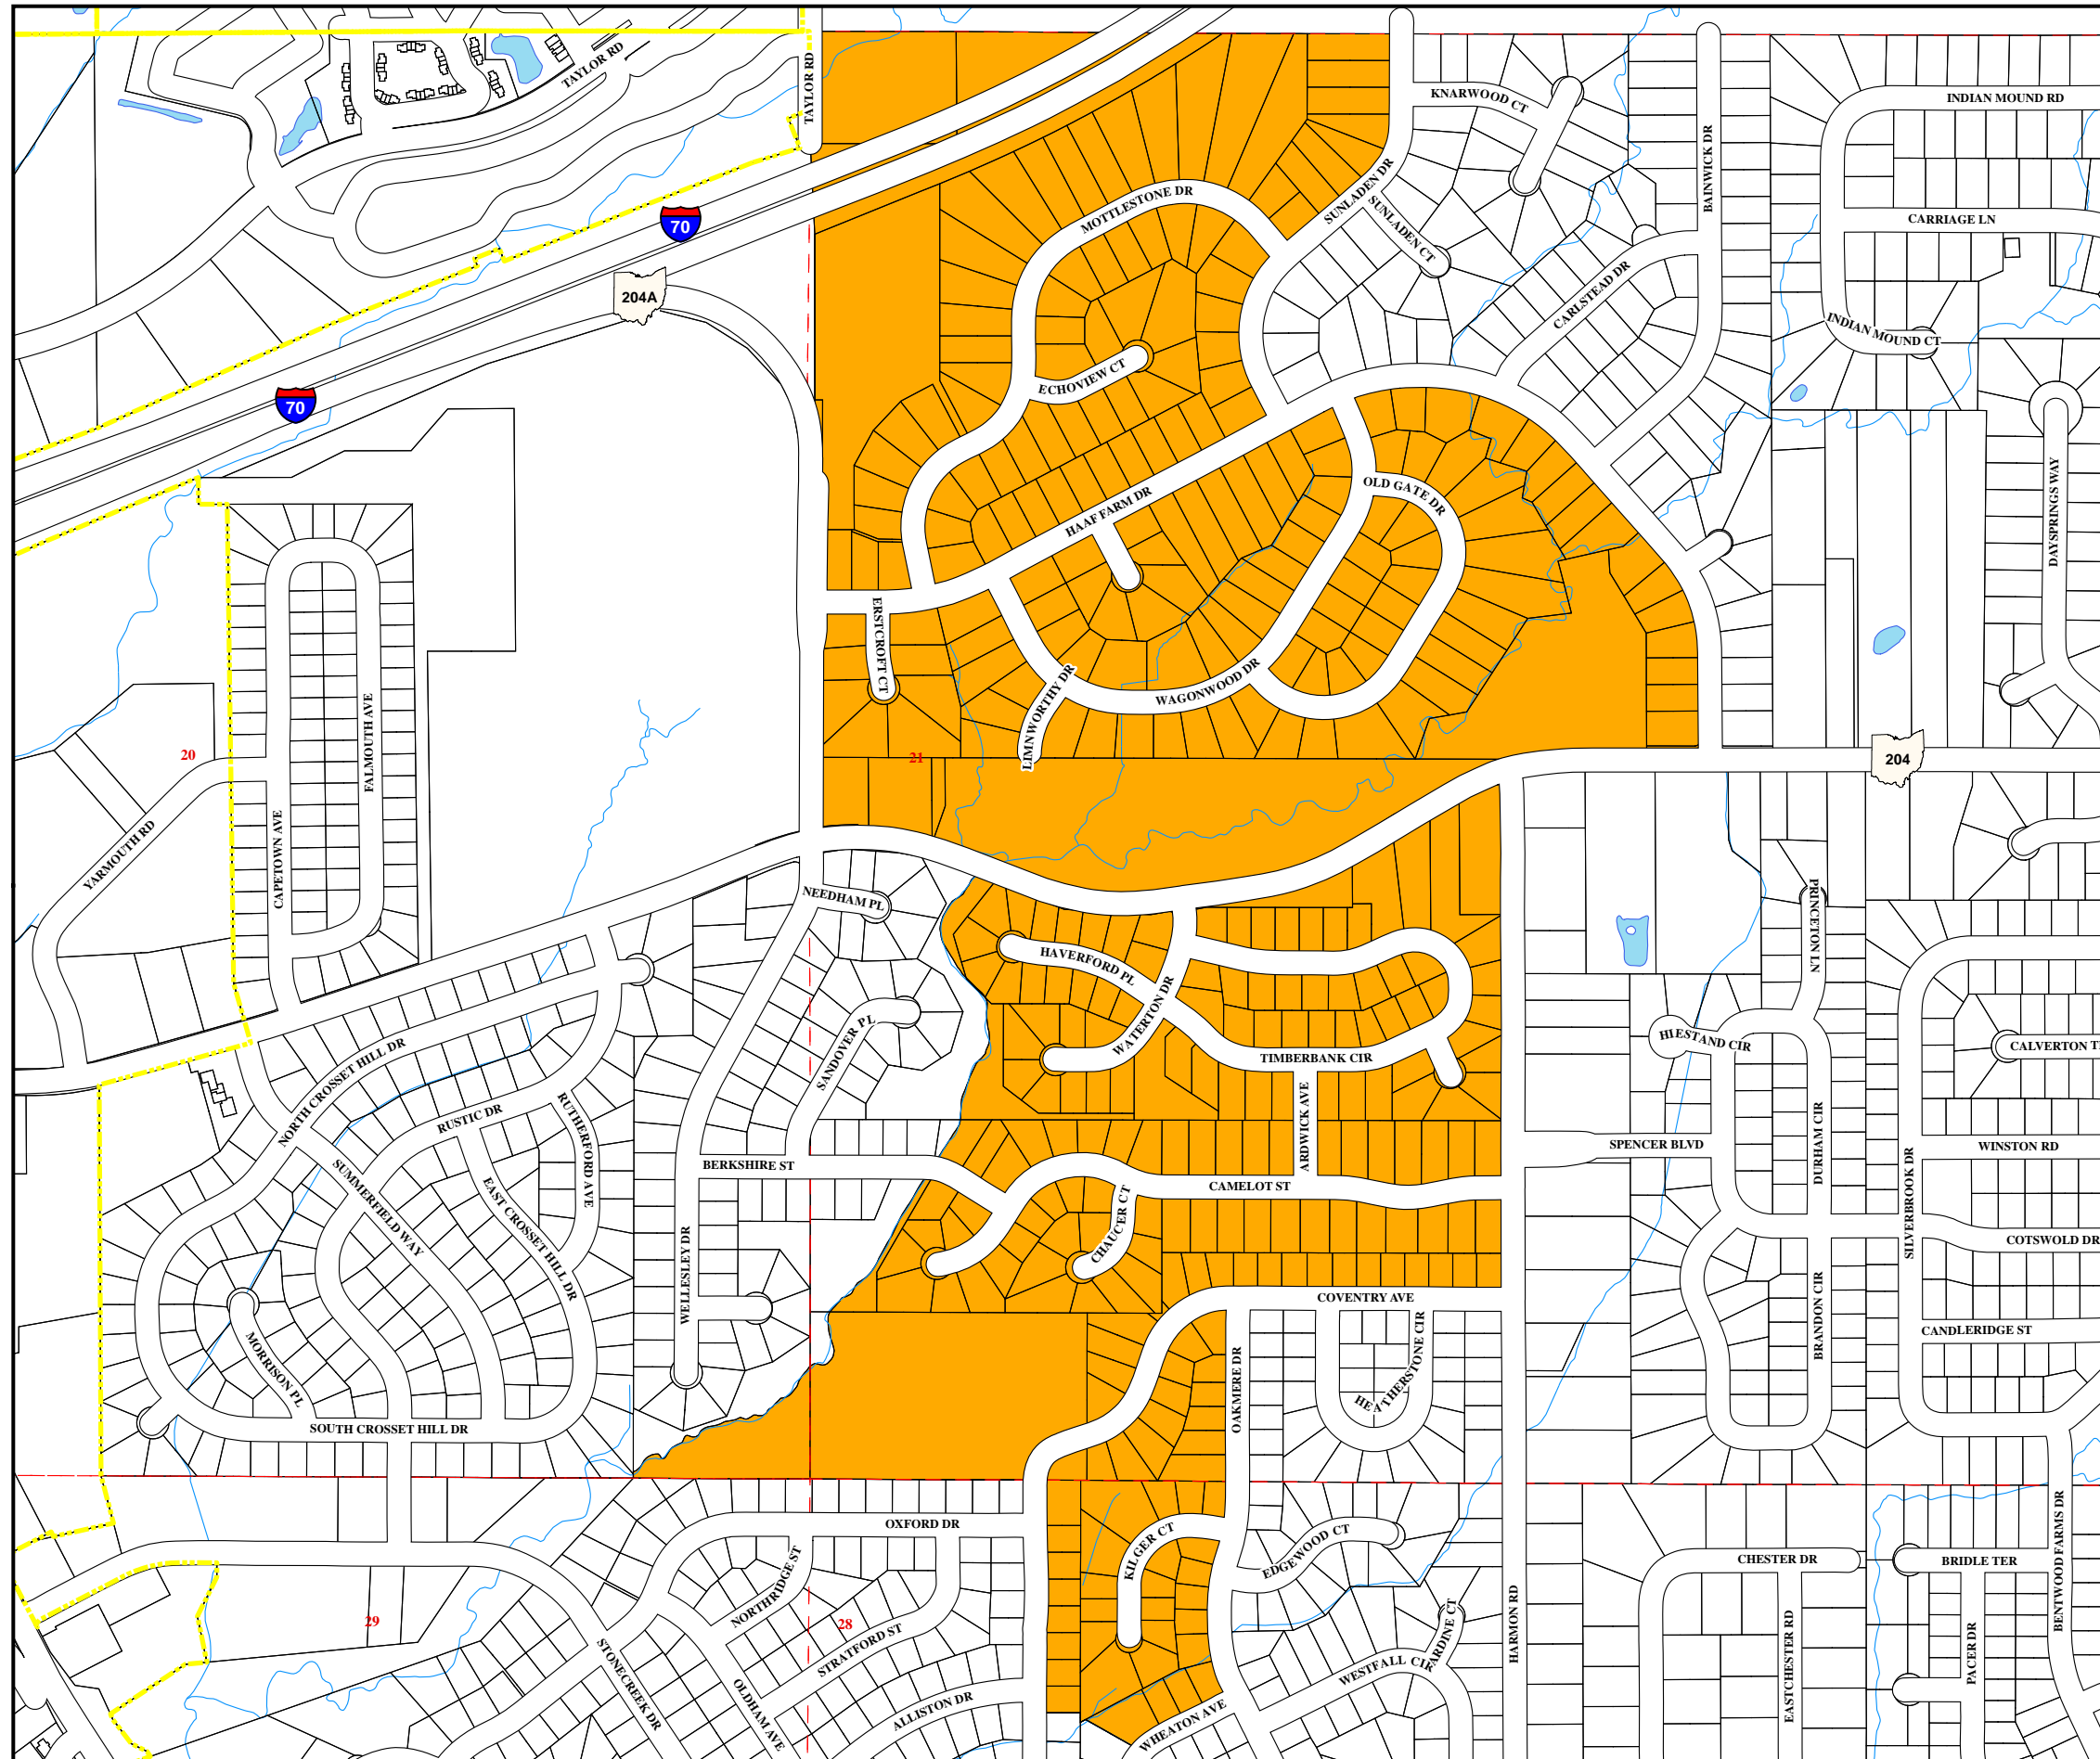 TAYLOR RD
TAYLOR RD
KNARWOOD CT
INDIAN MOUND RD
BAINWICK DR
SUNLADEN DR
SUNLADEN CT
MOTTLESTONE DR
CARRIAGE LN
70
204A
CARLSTEAD DR
INDIAN MOUND CT
ECHOVIEW CT
70
OLD GATE DR
HAAF FARM DR
DAYSPRINGS WAY
ERSTCROFT CT
LIMNWORTHY DR
WAGONWOOD DR
FALMOUTH AVE
20
21
204
YARMOUTH RD
CAPETOWN AVE
NEEDHAM PL
PRINCETON LN
HAVERFORD PL
WATERTON DR
SANDOVER PL
TIMBERBANK CIR
HIESTAND CIR
CALVERTON T
NORTH CROSSET HILL DR
RUSTIC DR
RUTHERFORD AVE
ARDWICK AVE
DURHAM CIR
SPENCER BLVD
WINSTON RD
BERKSHIRE ST
CAMELOT ST
SUMMERFIELD WAY
EAST CROSSET HILL DR
CHAUCER CT
SILVERBROOK DR
COTSWOLD DR
WELLESLEY DR
COVENTRY AVE
BRANDON CIR
CANDLERIDGE ST
MORRISON PL
OAKMERE DR
HEATHERSTONE CIR
SOUTH CROSSET HILL DR
OXFORD DR
KILGER CT
EDGEWOOD CT
CHESTER DR
BRIDLE TER
BENTWOOD FARMS DR
NORTHRIDGE ST
29
28
STRATFORD ST
STONECREEK DR
OLDHAM AVE
ALLISTON DR
WHEATON AVE
WESTFALL CIR
HARMON RD
EASTCHESTER RD
PACER DR